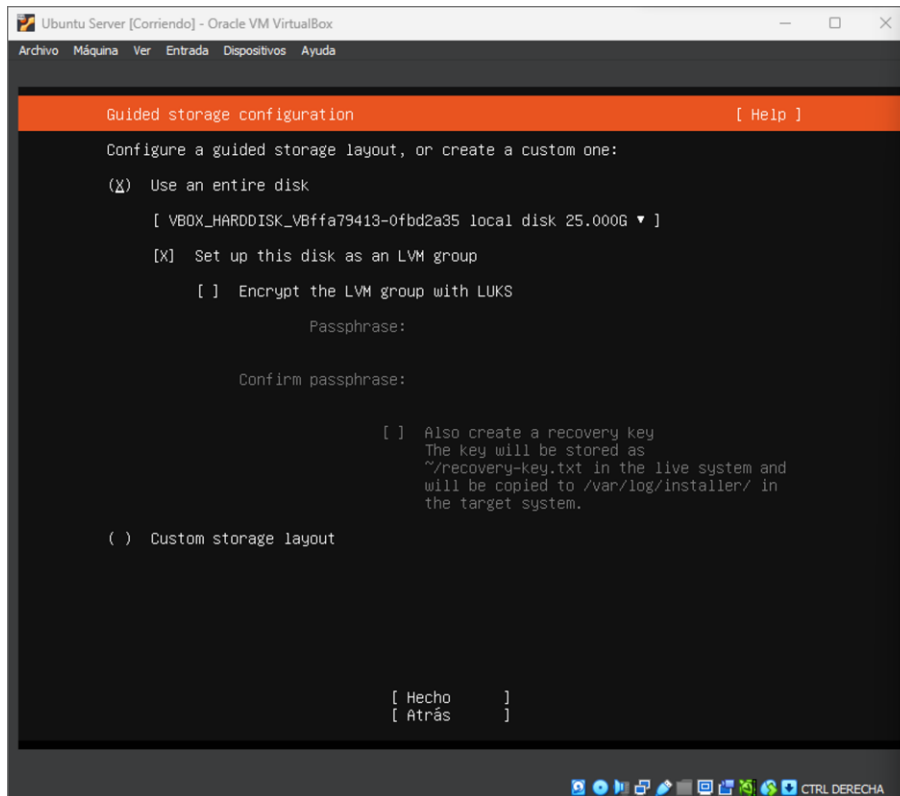 Ubuntu Server [Corriendo] - Oracle VM VirtualBox
Archivo Máquina Ver Entrada Dispositivos Ayuda
Guided storage configuration [ Help ]
Configure a guided storage layout, or create a custom one:
(X) Use an entire disk
[ VBOX_HARDDISK_VBffa79413-0fbd2a35 local disk 25.000G ▾ ]
[X] Set up this disk as an LVM group
[ ] Encrypt the LVM group with LUKS
Passphrase:
Confirm passphrase:
[ ] Also create a recovery key
The key will be stored as
~/recovery-key.txt in the live system and
will be copied to /var/log/installer/ in
the target system.
( ) Custom storage layout
[ Hecho ]
[ Atrás ]
CTRL DERECHA